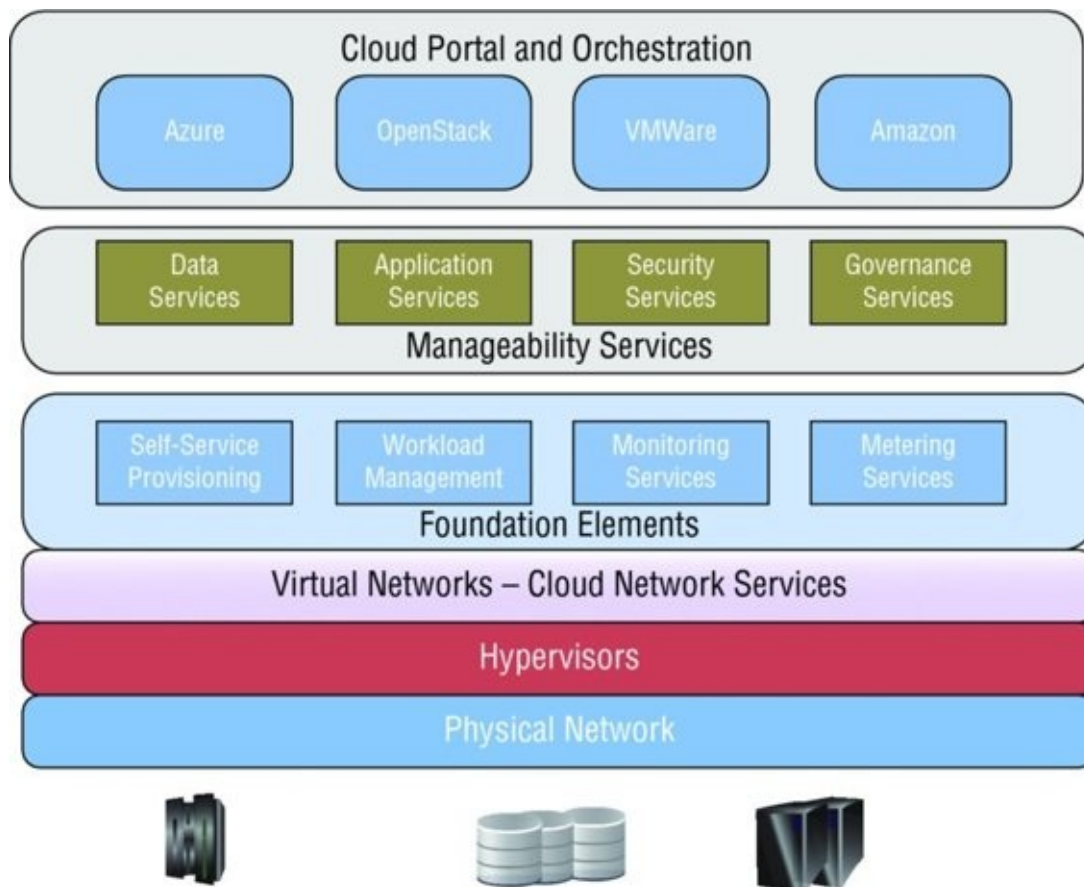 Cloud Portal and Orchestration
Azure
OpenStack
VMWare
Amazon
Data
Services
Application
Services
Security
Services
Governance
Services
Manageability Services
Self-Service
Provisioning
Workload
Management
Monitoring
Services
Metering
Services
Foundation Elements
Virtual Networks – Cloud Network Services
Hypervisors
Physical Network